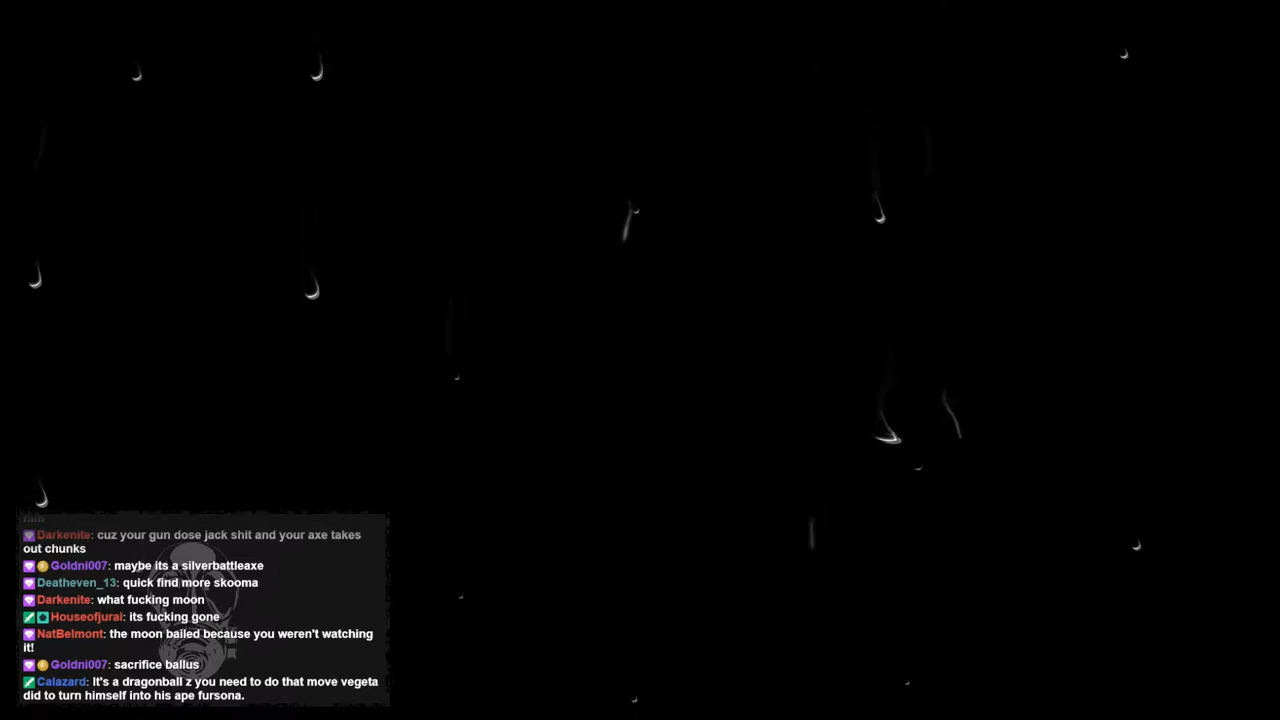 him
Darkenite: cuz your gun dose jack shit and your axe takes
out chunks
Goldni007: maybe its a silverbattleaxe
Deatheven_13: quick find more skooma
Darkenite: what fucking moon
Houseofjurai: its fucking gone
NatBelmont: the moon bailed because you weren't watching
it!
Goldni007: sacrifice ballus
Calazard: It's a dragonball z you need to do that move vegeta
did to turn himself into his ape fursona.